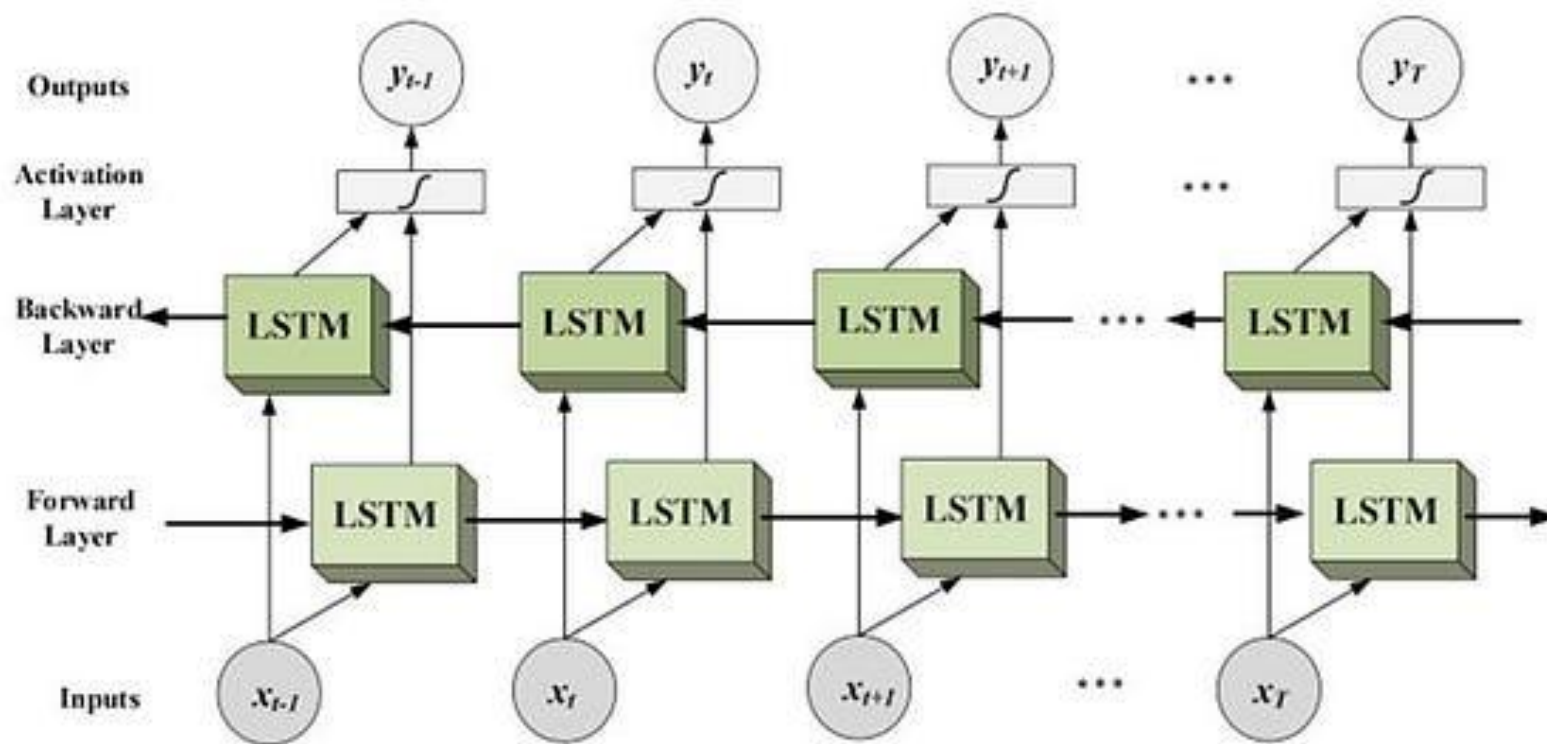 Outputs y_{t-1} y_t y_{t+1} ... y_T
Activation
Layer
∫ ∫ ∫ ... ∫
Backward
Layer
LSTM LSTM LSTM ... LSTM
Forward
Layer
LSTM LSTM LSTM ... LSTM
Inputs x_{t-1} x_t x_{t+1} ... x_T